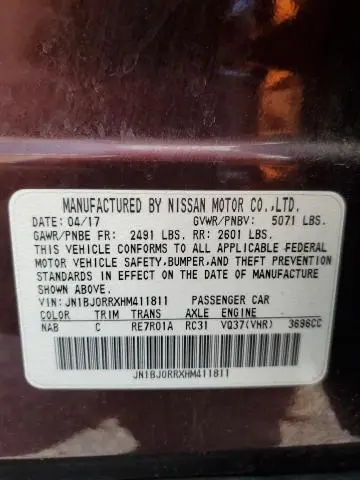 MANUFACTURED BY NISSAN MOTOR CO.,LTD.
DATE: 04/17 GVWR/PNBV: 5071 LBS.
GAWR/PNBE FR: 2491 LBS. RR: 2601 LBS.
THIS VEHICLE CONFORMS TO ALL APPLICABLE FEDERAL
MOTOR VEHICLE SAFETY,BUMPER,AND THEFT PREVENTION
STANDARDS IN EFFECT ON THE DATE OF MANUFACTURE
SHOWN ABOVE.
VIN: JN1BJ0RRXHM411811 PASSENGER CAR
COLOR TRIM TRANS AXLE ENGINE
NAB C RE7R01A RC31 VQ37(VHR) 3696CC
JN1BJ0RRXHM411811